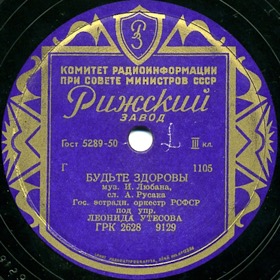 КОМИТЕТ РАДИОИНФОРМАЦИИ
ПРИ СОВЕТЕ МИНИСТРОВ СССР
Рижский
ЗАВОД
Гост 5289-50
III кл.
Г 1105
БУДЬТЕ ЗДОРОВЫ
муз. И. Любана,
сл. А. Русака
Гос. эстрадн. оркестр РСФСР
под упр.
ЛЕОНИДА УТЕСОВА
ГРК 2628 9129